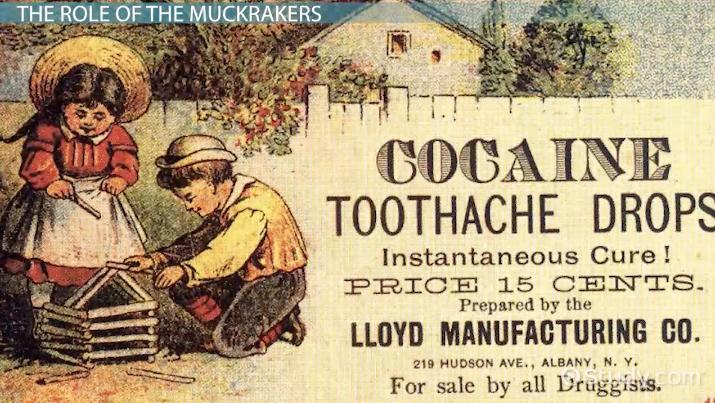 THE ROLE OF THE MUCKRAKERS
COCAINE
TOOTHACHE DROPS
Instantaneous Cure!
PRICE 15 CENTS.
Prepared by the
LLOYD MANUFACTURING CO.
219 HUDSON AVE., ALBANY, N. Y.
For sale by all Druggists.
Study.com